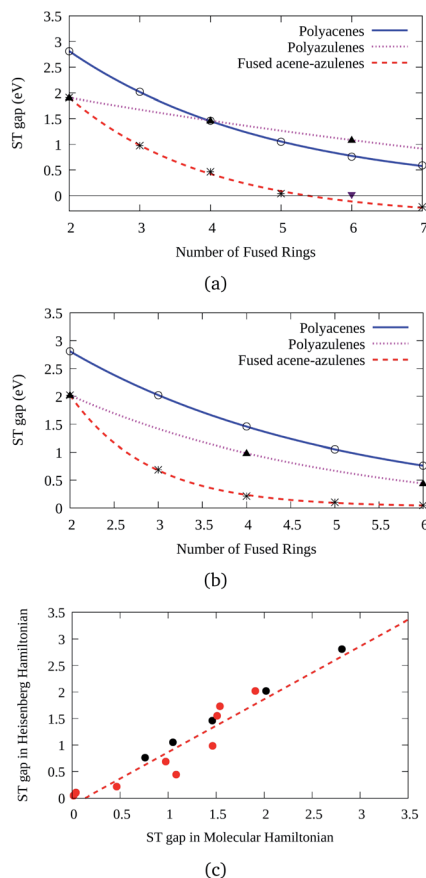 3.5
Polyacenes
3
Polyazulenes
Fused acene-azulenes
2.5
2
1.5
1
0.5
0
ST gap (eV)
2 3 4 5 6 7
Number of Fused Rings
(a)
3.5
Polyacenes
3
Polyazulenes
Fused acene-azulenes
2.5
2
1.5
1
0.5
0
ST gap (eV)
2 2.5 3 3.5 4 4.5 5 5.5 6
Number of Fused Rings
(b)
3.5
3
2.5
2
1.5
1
0.5
0
ST gap in Heisenberg Hamiltonian
0 0.5 1 1.5 2 2.5 3 3.5
ST gap in Molecular Hamiltonian
(c)